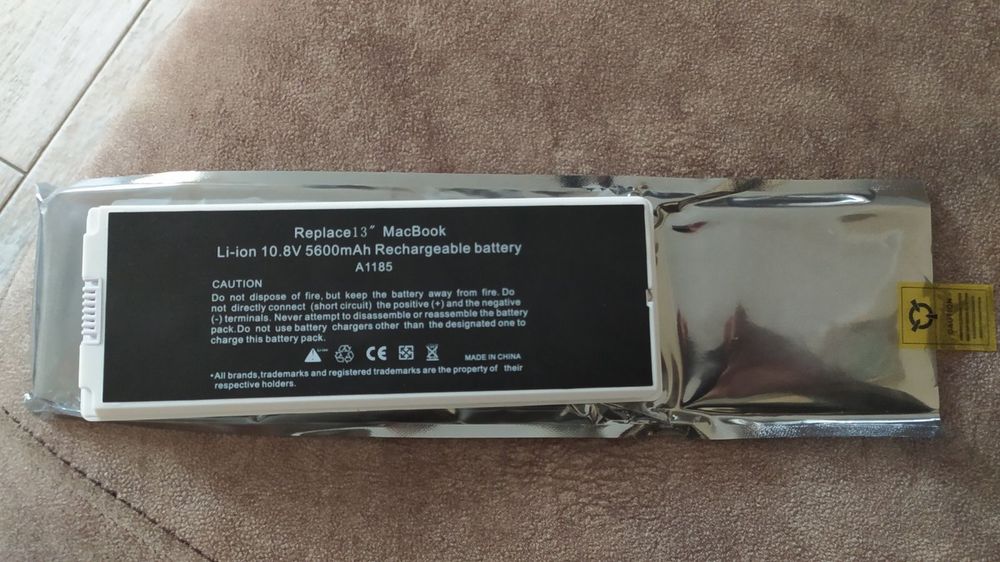 Replace13" MacBook
Li-ion 10.8V 5600mAh Rechargeable battery
A1185
CAUTION
Do not dispose of fire, but keep the battery away from fire. Do
not directly connect (short circuit) the positive (+) and the negative
(-) terminals. Never attempt to disassemble or reassemble the battery
pack.Do not use battery chargers other than the designated one to
charge this battery pack.
CE
MADE IN CHINA
•All brands,trademarks and registered trademarks are the property of their
respective holders.
CAUTION